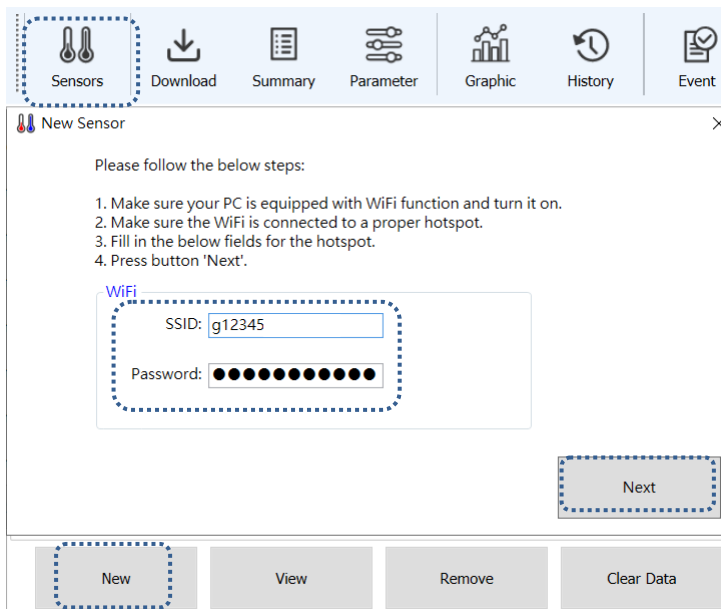 Sensors Download Summary Parameter Graphic History Event
New Sensor
Please follow the below steps:
1. Make sure your PC is equipped with WiFi function and turn it on.
2. Make sure the WiFi is connected to a proper hotspot.
3. Fill in the below fields for the hotspot.
4. Press button 'Next'.
WiFi
SSID: g12345
Password: ●●●●●●●●●●●
Next
New View Remove Clear Data